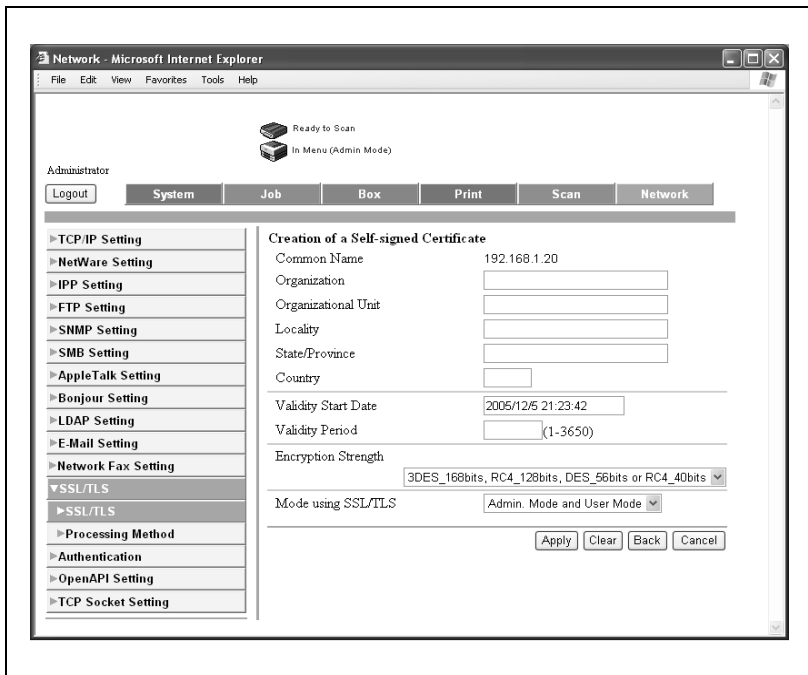 Network - Microsoft Internet Explorer
File Edit View Favorites Tools Help
Ready to Scan
In Menu (Admin Mode)
Administrator
Logout System Job Box Print Scan Network
TCP/IP Setting
NetWare Setting
IPP Setting
FTP Setting
SNMP Setting
SMB Setting
AppleTalk Setting
Bonjour Setting
LDAP Setting
E-Mail Setting
Network Fax Setting
SSL/TLS
SSL/TLS
Processing Method
Authentication
OpenAPI Setting
TCP Socket Setting
Creation of a Self-signed Certificate
Common Name 192.168.1.20
Organization
Organizational Unit
Locality
State/Province
Country
Validity Start Date 2005/12/5 21:23:42
Validity Period (1-3650)
Encryption Strength
3DES_168bits, RC4_128bits, DES_56bits or RC4_40bits
Mode using SSL/TLS Admin. Mode and User Mode
Apply Clear Back Cancel